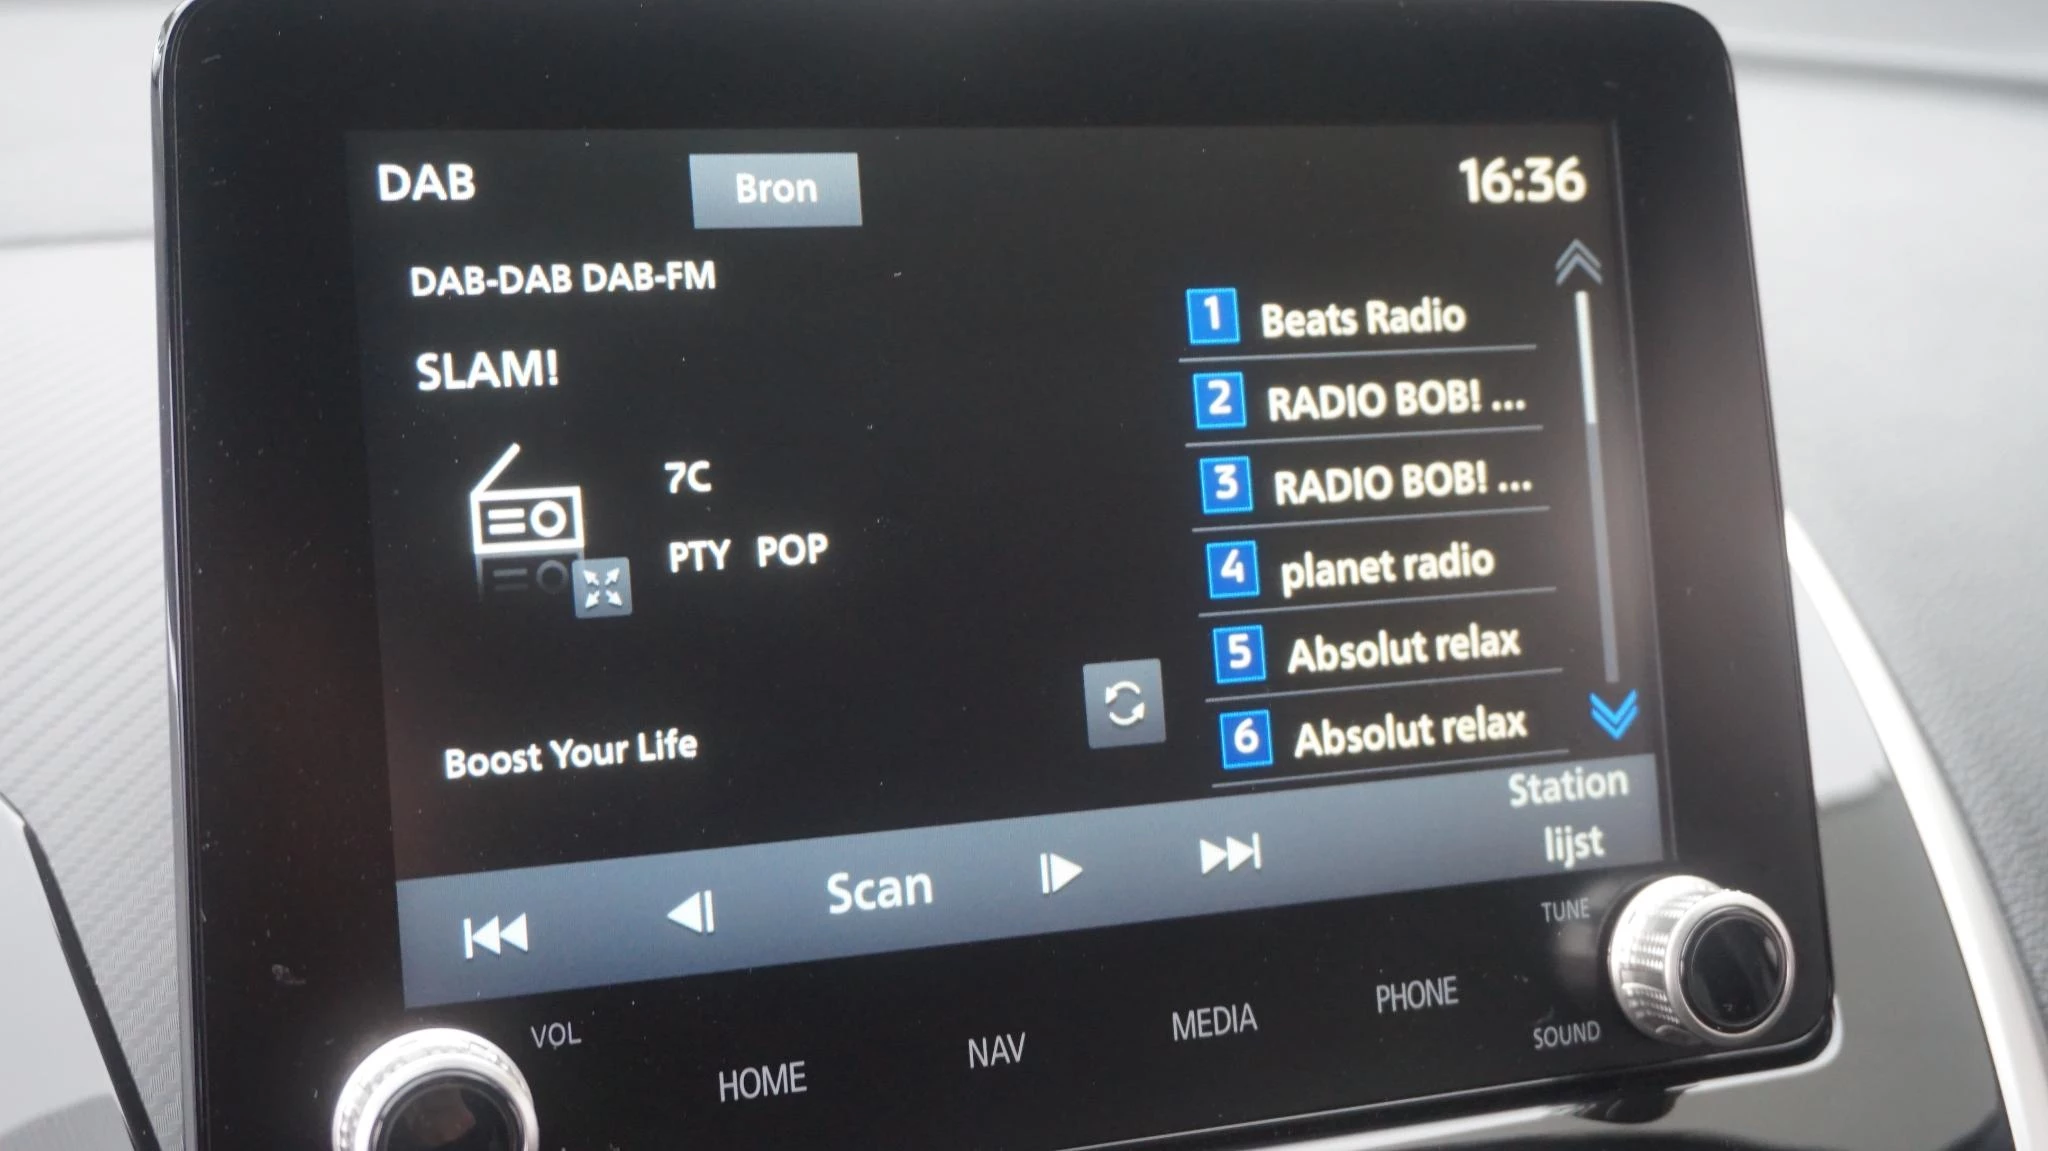 DAB
Bron
16:36
DAB-DAB DAB-FM
SLAM!
7C
PTY POP
Boost Your Life
1 Beats Radio
2 RADIO BOB! ...
3 RADIO BOB! ...
4 planet radio
5 Absolut relax
6 Absolut relax
Scan
Station
lijst
TUNE
SOUND
VOL
HOME
NAV
MEDIA
PHONE